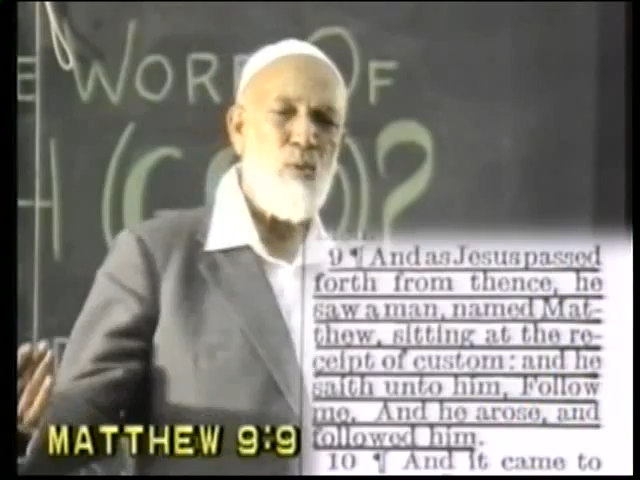 E WORD OF
H (G )?
9 ¶ And as Jesus passed
forth from thence, he
saw a man, named Mat-
thew, sitting at the re-
ceipt of custom: and he
saith unto him, Follow
me. And he arose, and
followed him.
10 ¶ And it came to
MATTHEW 9:9